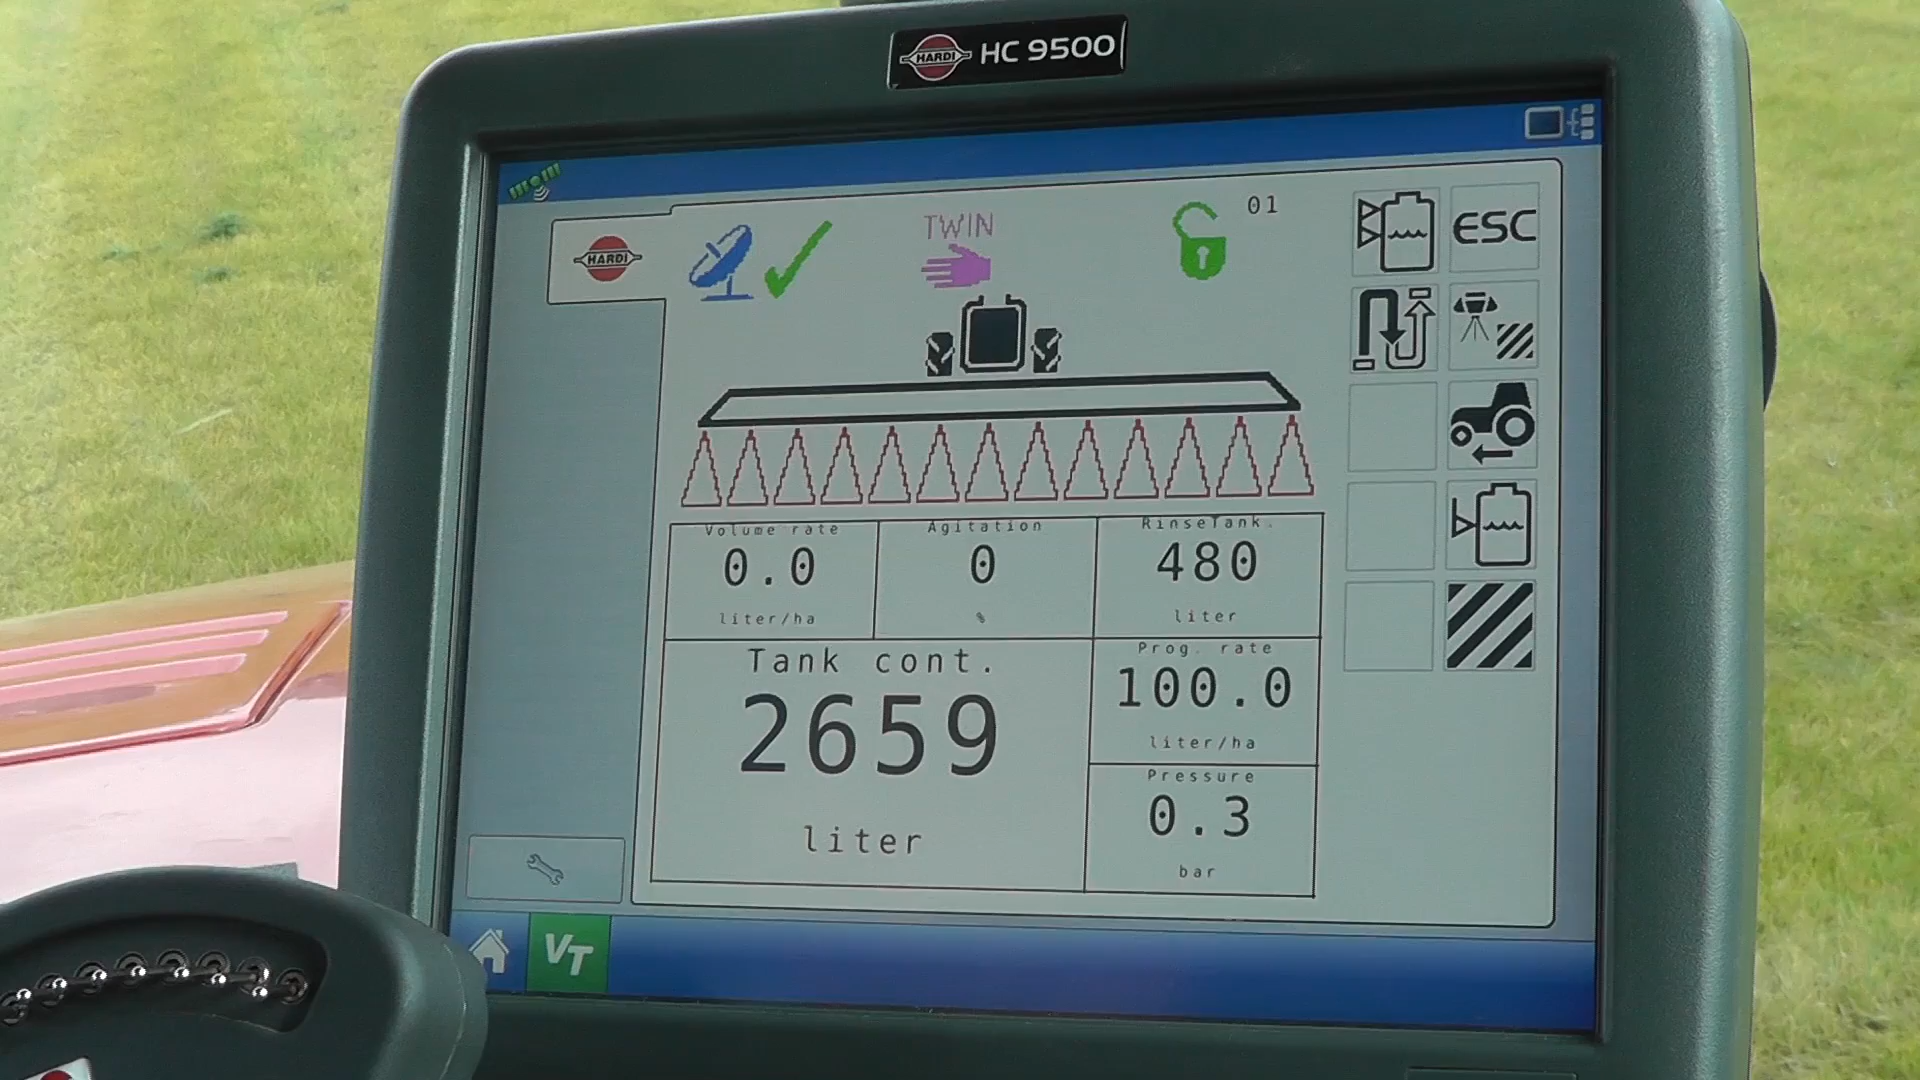 HARDI HC 9500
HARDI
TWIN
01
ESC
Volume rate
0.0
liter/ha
Agitation
0
%
RinseTank.
480
liter
Tank cont.
2659
liter
Prog. rate
100.0
liter/ha
Pressure
0.3
bar
VT